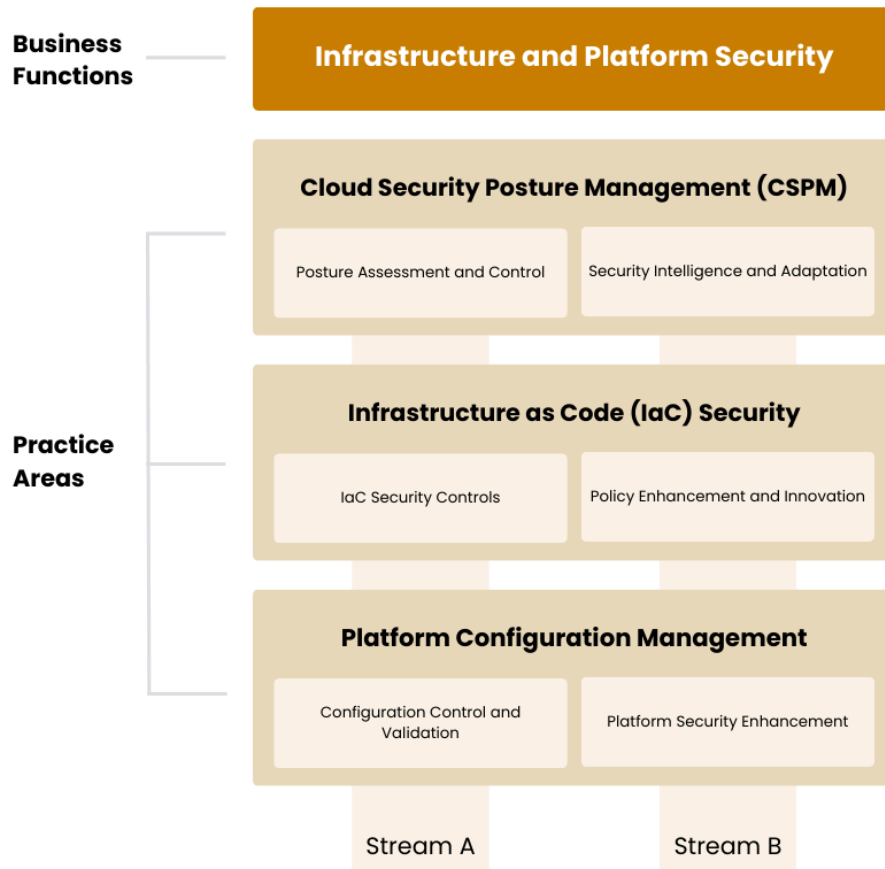 Business
Functions
Infrastructure and Platform Security
Cloud Security Posture Management (CSPM)
Posture Assessment and Control
Security Intelligence and Adaptation
Practice
Areas
Infrastructure as Code (IaC) Security
IaC Security Controls
Policy Enhancement and Innovation
Platform Configuration Management
Configuration Control and
Validation
Platform Security Enhancement
Stream A
Stream B